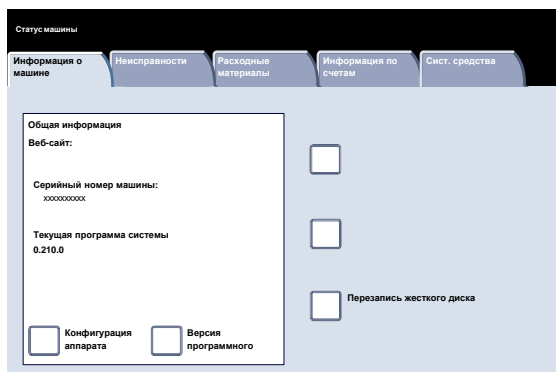 Статус машины
Информация о
машине
Неисправности
Расходные
материалы
Информация по
счетам
Сист. средства
Общая информация
Веб-сайт:
Серийный номер машины:
xxxxxxxxxx
Текущая программа системы
0.210.0
Конфигурация
аппарата
Версия
программного
Перезапись жесткого диска